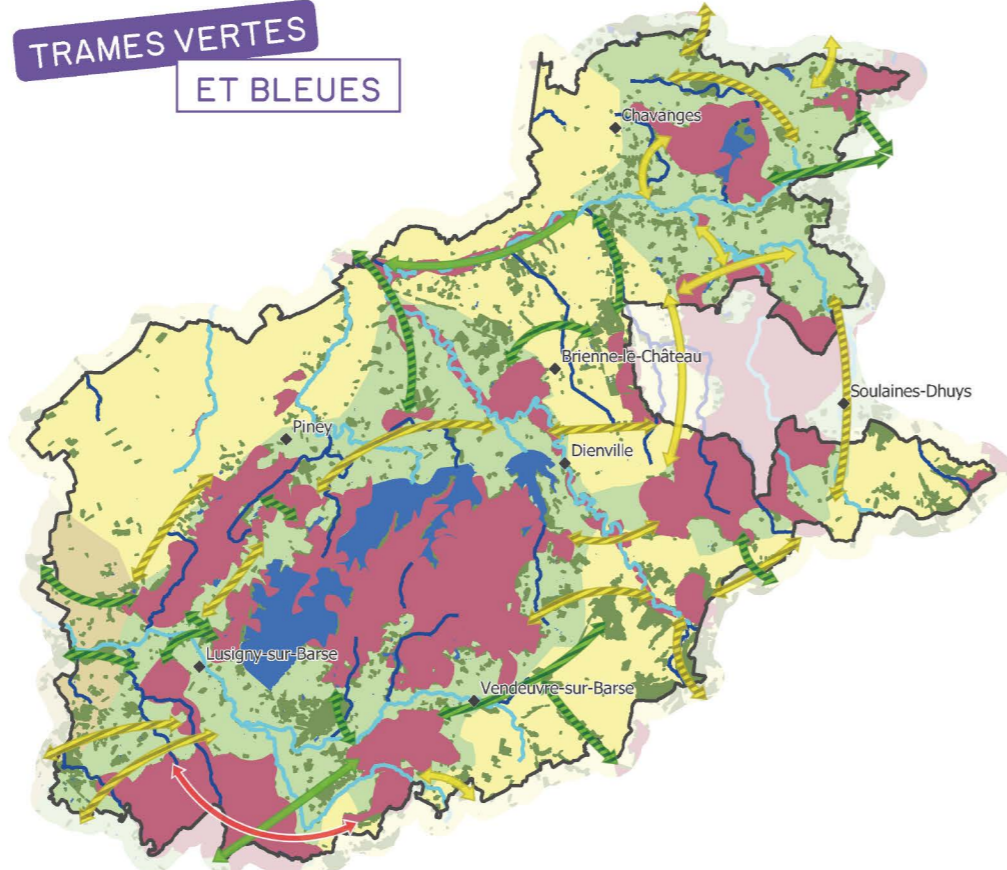 TRAMES VERTES
ET BLEUES
Chavanges
Brienne-le-Château
Soulaines-Dhuys
Piney
Dienville
Lusigny-sur-Barse
Vendeuvre-sur-Barse